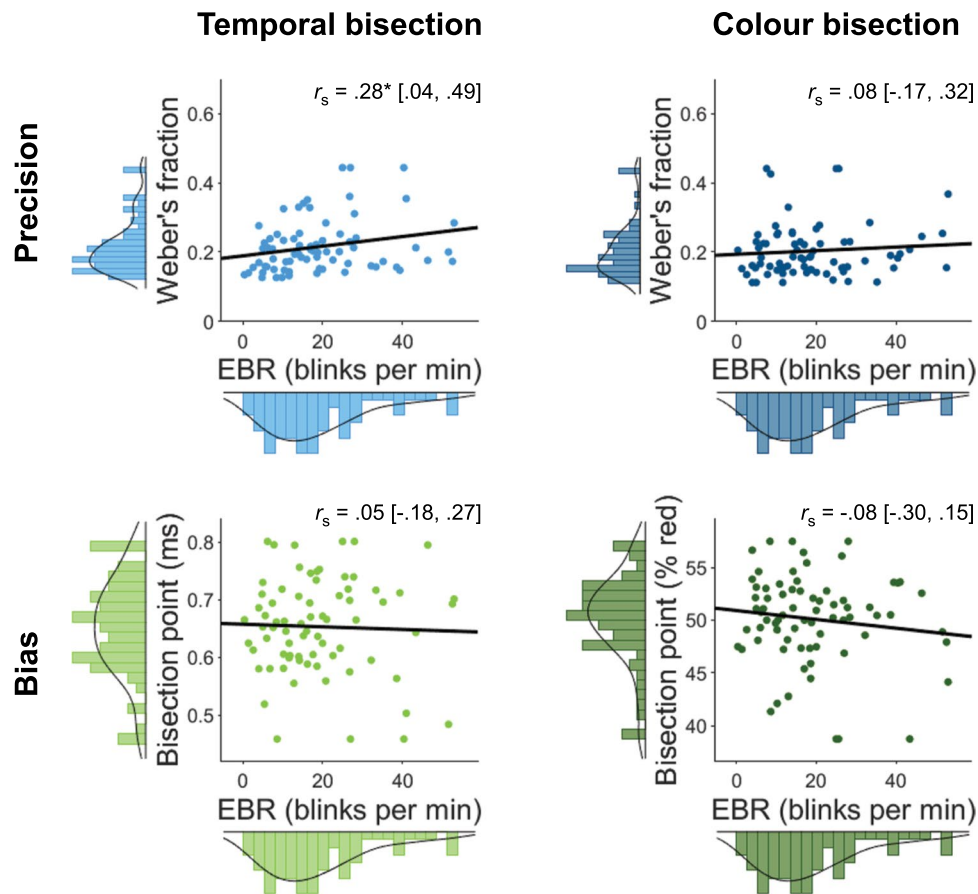 Temporal bisection
Colour bisection
Precision
Weber's fraction
0.6
0.4
0.2
0
rs = .28* [.04, .49]
0 20 40
EBR (blinks per min)
Weber's fraction
0.6
0.4
0.2
0
rs = .08 [-.17, .32]
0 20 40
EBR (blinks per min)
Bias
Bisection point (ms)
0.8
0.7
0.6
0.5
rs = .05 [-.18, .27]
0 20 40
EBR (blinks per min)
Bisection point (% red)
55
50
45
40
rs = -.08 [-.30, .15]
0 20 40
EBR (blinks per min)